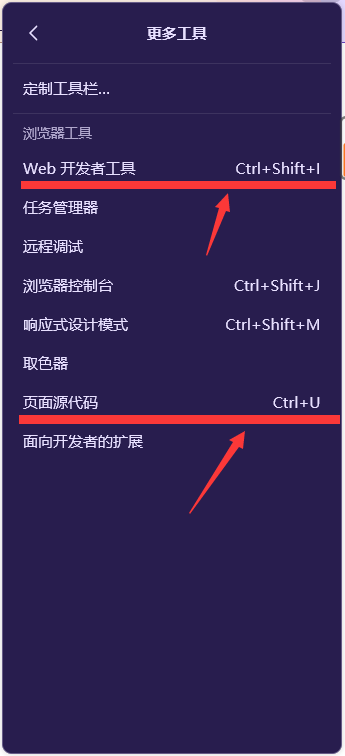 更多工具
定制工具栏...
浏览器工具
Web 开发者工具 Ctrl+Shift+I
任务管理器
远程调试
浏览器控制台 Ctrl+Shift+J
响应式设计模式 Ctrl+Shift+M
取色器
页面源代码 Ctrl+U
面向开发者的扩展